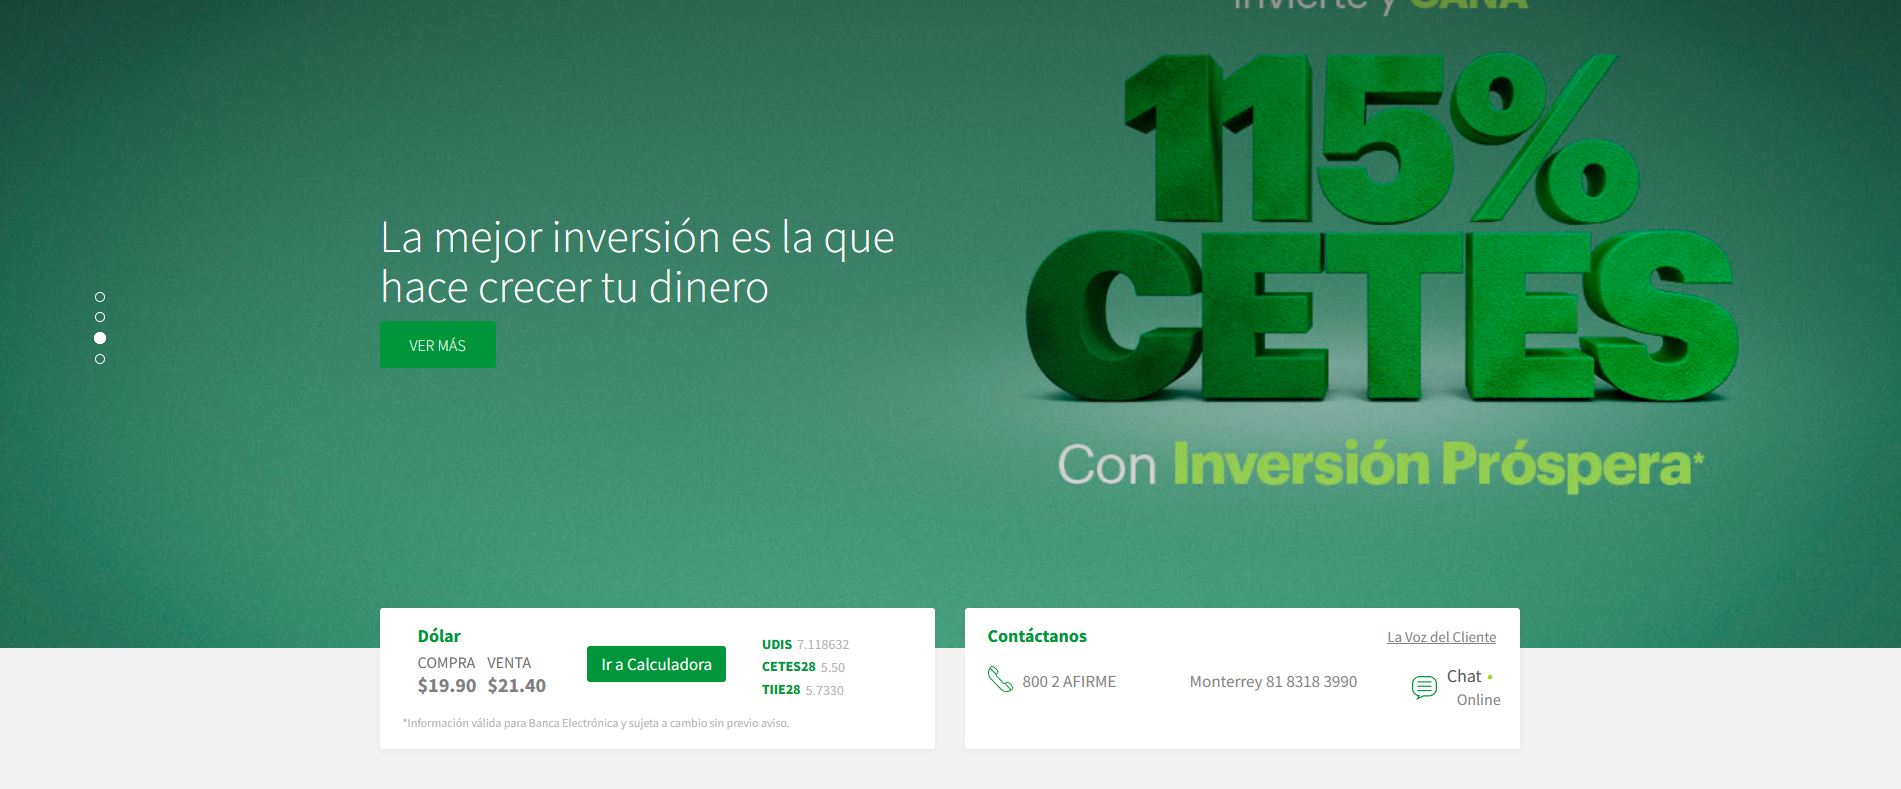 Invierte y GANA
115%
CETES
Con Inversión Próspera*
La mejor inversión es la que
hace crecer tu dinero
VER MÁS
Dólar
COMPRA VENTA
$19.90 $21.40
Ir a Calculadora
UDIS 7.118632
CETES28 5.50
TIIE28 5.7330
*Información válida para Banca Electrónica y sujeta a cambio sin previo aviso.
Contáctanos
La Voz del Cliente
800 2 AFIRME
Monterrey 81 8318 3990
Chat
Online